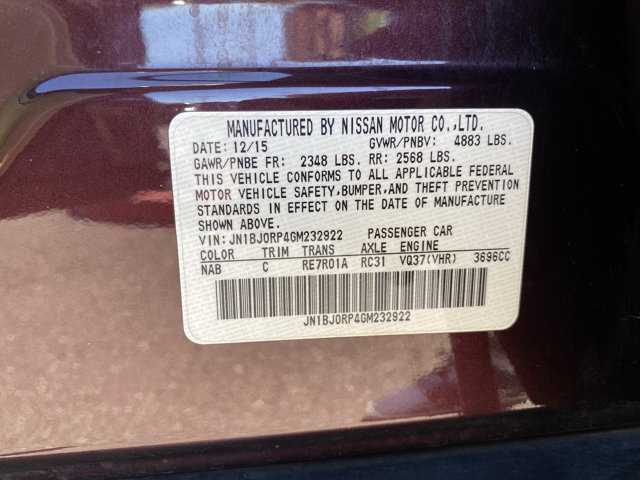 MANUFACTURED BY NISSAN MOTOR CO.,LTD.
DATE: 12/15 GVWR/PNBV: 4883 LBS.
GAWR/PNBE FR: 2348 LBS. RR: 2568 LBS.
THIS VEHICLE CONFORMS TO ALL APPLICABLE FEDERAL
MOTOR VEHICLE SAFETY,BUMPER,AND THEFT PREVENTION
STANDARDS IN EFFECT ON THE DATE OF MANUFACTURE
SHOWN ABOVE.
VIN: JN1BJ0RP4GM232922 PASSENGER CAR
COLOR TRIM TRANS AXLE ENGINE
NAB C RE7R01A RC31 VQ37(VHR) 3696CC
JN1BJ0RP4GM232922